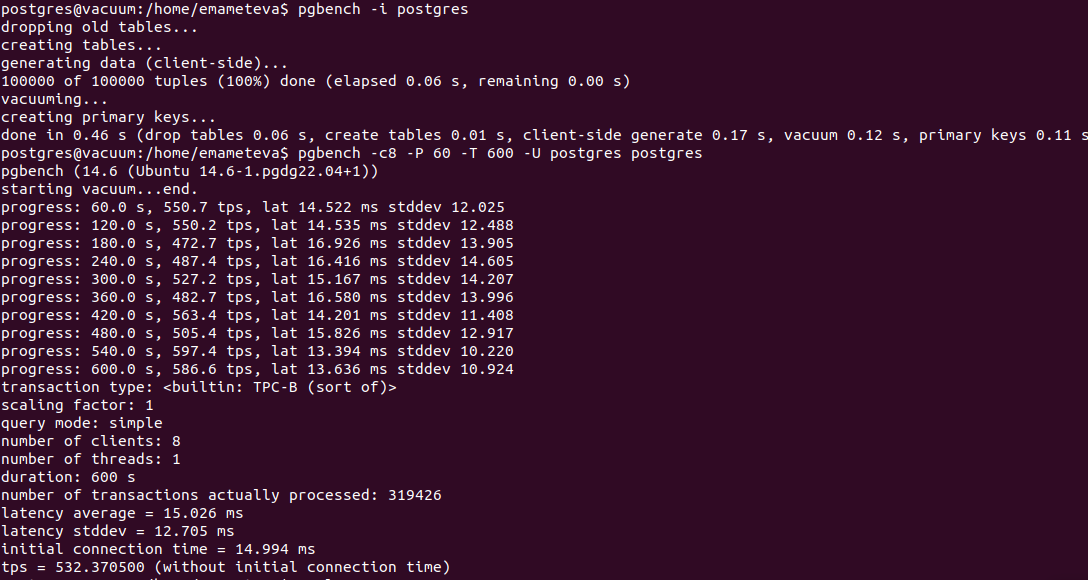 postgres@vacuum:/home/emameteva$ pgbench -i postgres
dropping old tables...
creating tables...
generating data (client-side)...
100000 of 100000 tuples (100%) done (elapsed 0.06 s, remaining 0.00 s)
vacuuming...
creating primary keys...
done in 0.46 s (drop tables 0.06 s, create tables 0.01 s, client-side generate 0.17 s, vacuum 0.12 s, primary keys 0.11 s
postgres@vacuum:/home/emameteva$ pgbench -c8 -P 60 -T 600 -U postgres postgres
pgbench (14.6 (Ubuntu 14.6-1.pgdg22.04+1))
starting vacuum...end.
progress: 60.0 s, 550.7 tps, lat 14.522 ms stddev 12.025
progress: 120.0 s, 550.2 tps, lat 14.535 ms stddev 12.488
progress: 180.0 s, 472.7 tps, lat 16.926 ms stddev 13.905
progress: 240.0 s, 487.4 tps, lat 16.416 ms stddev 14.605
progress: 300.0 s, 527.2 tps, lat 15.167 ms stddev 14.207
progress: 360.0 s, 482.7 tps, lat 16.580 ms stddev 13.996
progress: 420.0 s, 563.4 tps, lat 14.201 ms stddev 11.408
progress: 480.0 s, 505.4 tps, lat 15.826 ms stddev 12.917
progress: 540.0 s, 597.4 tps, lat 13.394 ms stddev 10.220
progress: 600.0 s, 586.6 tps, lat 13.636 ms stddev 10.924
transaction type: <builtin: TPC-B (sort of)>
scaling factor: 1
query mode: simple
number of clients: 8
number of threads: 1
duration: 600 s
number of transactions actually processed: 319426
latency average = 15.026 ms
latency stddev = 12.705 ms
initial connection time = 14.994 ms
tps = 532.370500 (without initial connection time)